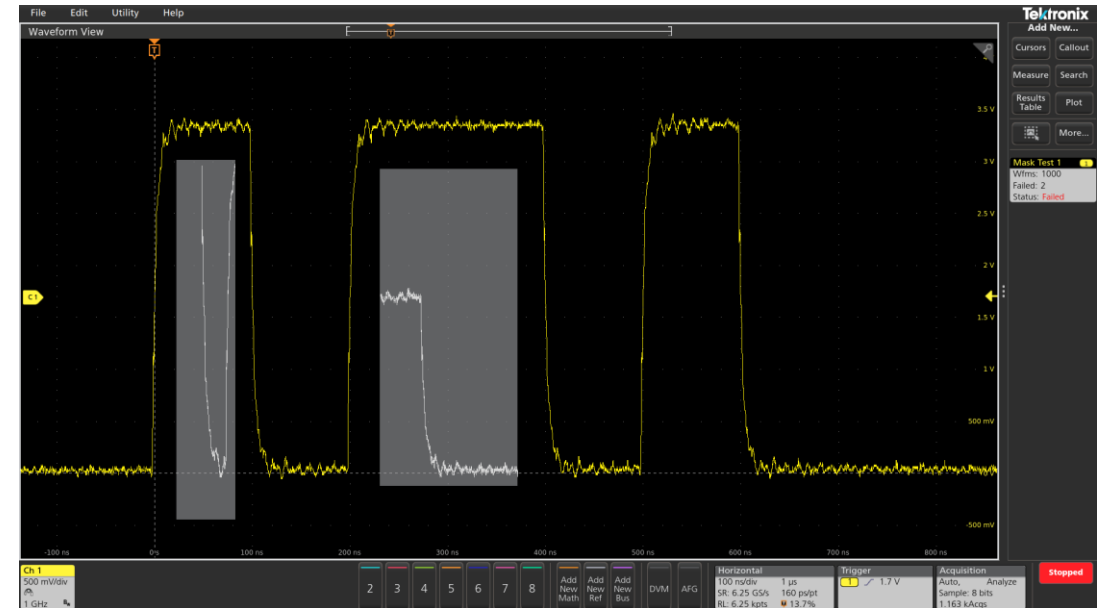 File Edit Utility Help
Tektronix
Waveform View
Add New...
T
T
Cursors Callout
Measure Search
Results Table Plot
More...
3.5 V
3 V
2.5 V
2 V
1.5 V
1 V
500 mV
-500 mV
C1
Mask Test 1 1
Wfms: 1000
Failed: 2
Status: Failed
-100 ns 0 s 100 ns 200 ns 300 ns 400 ns 500 ns 600 ns 700 ns 800 ns
Ch 1
500 mV/div
1 GHz
2 3 4 5 6 7 8
Add New Math
Add New Ref
Add New Bus
DVM AFG
Horizontal
100 ns/div 1 µs
SR: 6.25 GS/s 160 ps/pt
RL: 6.25 kpts 13.7%
Trigger
1 1.7 V
Acquisition
Auto, Analyze
Sample: 8 bits
1.163 kAcqs
Stopped